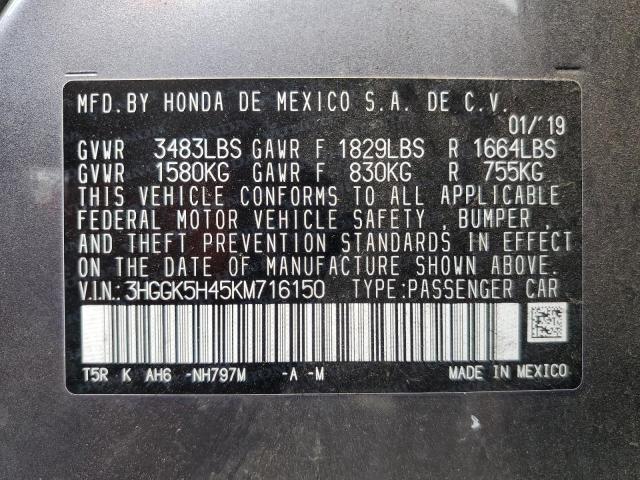 MFD.BY HONDA DE MEXICO S.A. DE C.V.
01/'19
GVWR 3483LBS GAWR F 1829LBS R 1664LBS
GVWR 1580KG GAWR F 830KG R 755KG
THIS VEHICLE CONFORMS TO ALL APPLICABLE
FEDERAL MOTOR VEHICLE SAFETY , BUMPER ,
AND THEFT PREVENTION STANDARDS IN EFFECT
ON THE DATE OF MANUFACTURE SHOWN ABOVE.
V.I.N.: 3HGGK5H45KM716150 TYPE:PASSENGER CAR
T5R K AH6 -NH797M -A -M MADE IN MEXICO